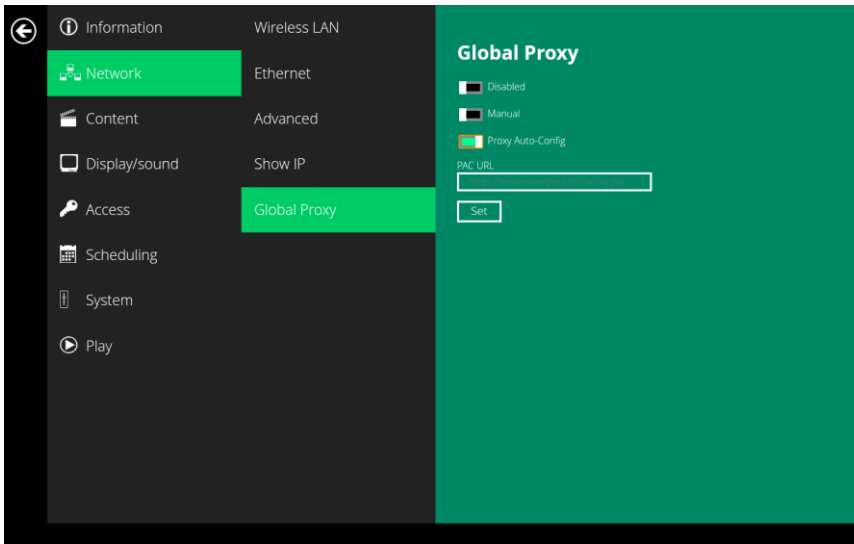 Information
Network
Content
Display/sound
Access
Scheduling
System
Play
Wireless LAN
Ethernet
Advanced
Show IP
Global Proxy
Global Proxy
Disabled
Manual
Proxy Auto-Config
PAC URL
Set